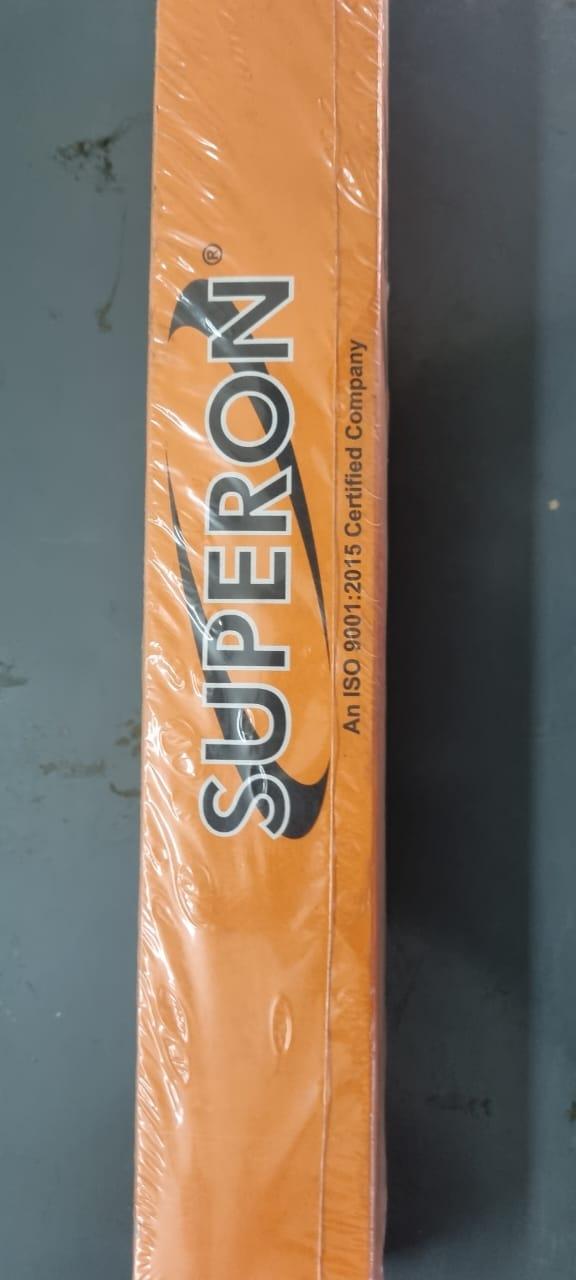 SUPERON®
An ISO 9001:2015 Certified Company